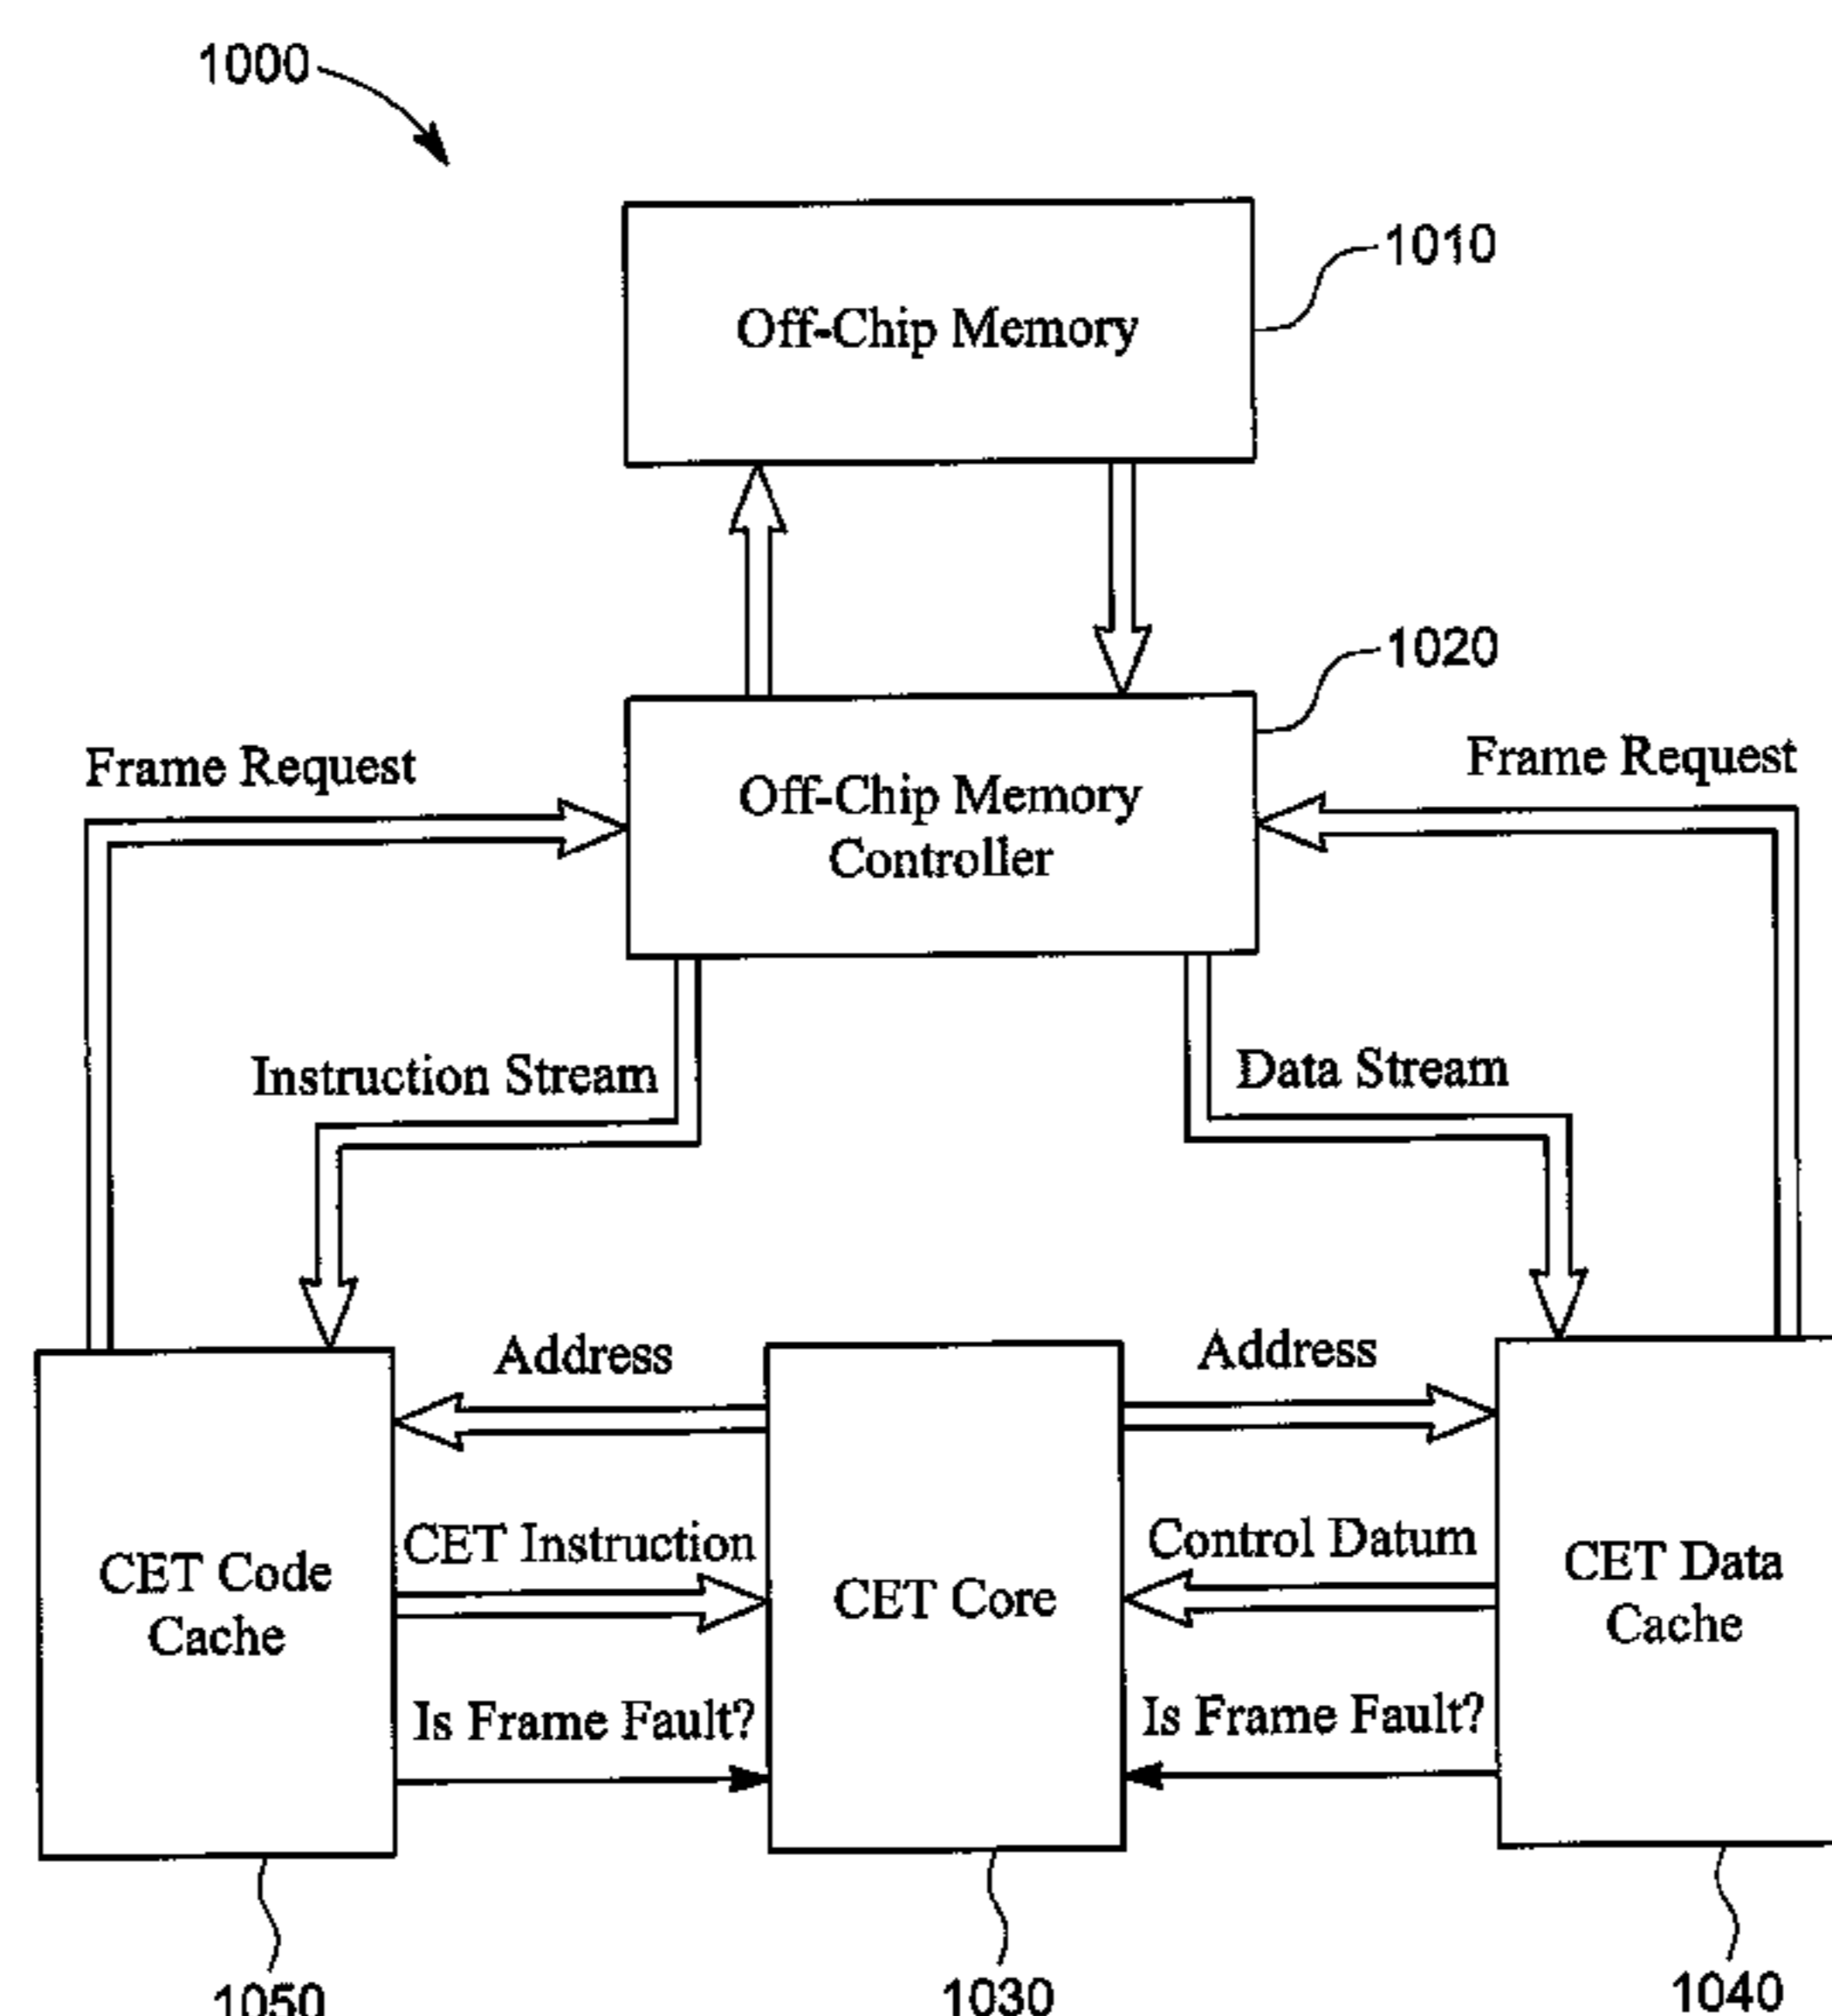 1000
Off-Chip Memory
1010
1020
Frame Request
Off-Chip Memory
Controller
Frame Request
Instruction Stream
Data Stream
Address
Address
CET Code
Cache
CET Instruction
CET Core
Control Datum
CET Data
Cache
Is Frame Fault?
Is Frame Fault?
1050
1030
1040